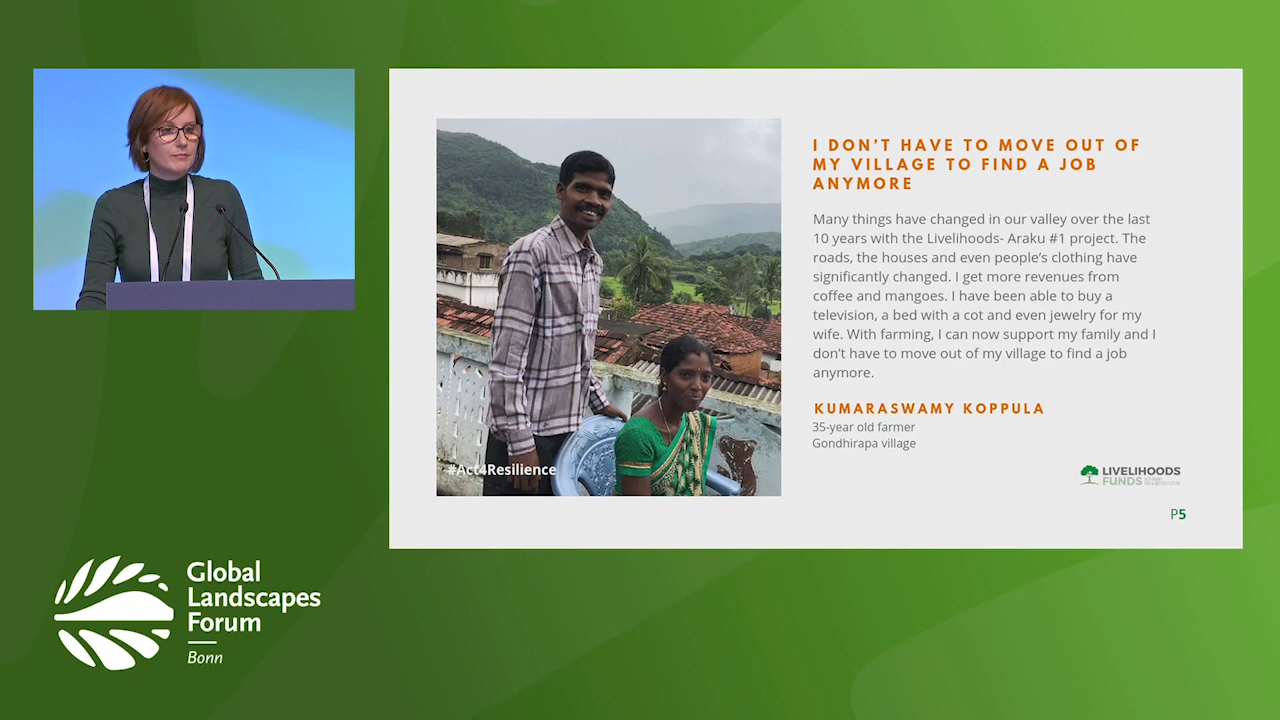 I DON'T HAVE TO MOVE OUT OF
MY VILLAGE TO FIND A JOB
ANYMORE
Many things have changed in our valley over the last
10 years with the Livelihoods- Araku #1 project. The
roads, the houses and even people's clothing have
significantly changed. I get more revenues from
coffee and mangoes. I have been able to buy a
television, a bed with a cot and even jewelry for my
wife. With farming, I can now support my family and I
don't have to move out of my village to find a job
anymore.
KUMARASWAMY KOPPULA
35-year old farmer
Gondhirapa village
#Act4Resilience
LIVELIHOODS
FUNDS
P5
Global
Landscapes
Forum
Bonn